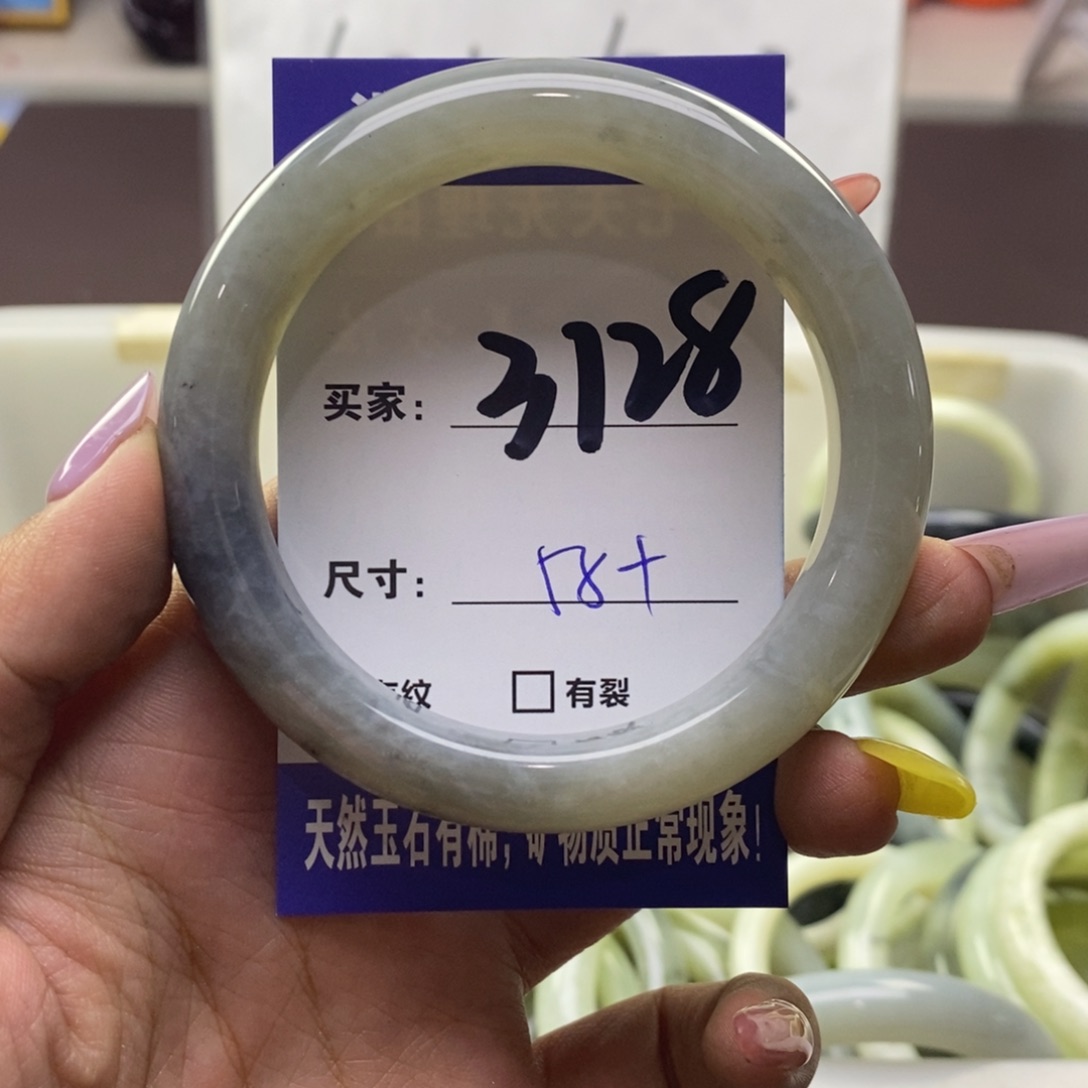 买家: 3128
尺寸: 58+
纹 □有裂
天然玉石有棉, 矿物质正常现象!